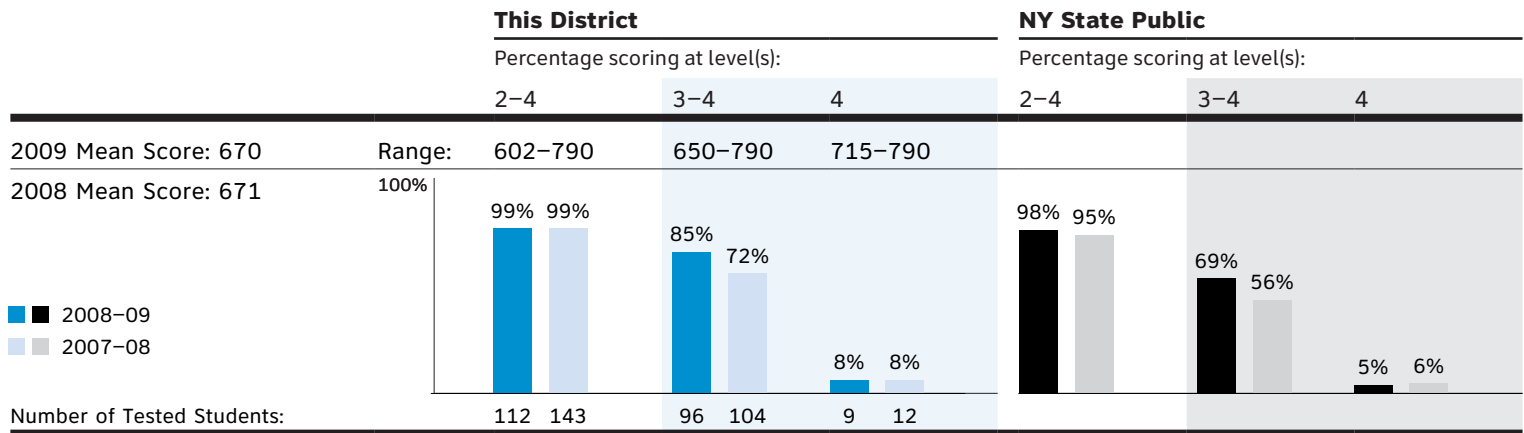 This District NY State Public
Percentage scoring at level(s): Percentage scoring at level(s):
2–4 3–4 4 2–4 3–4 4
2009 Mean Score: 670 Range: 602–790 650–790 715–790
2008 Mean Score: 671 100%
99% 99% 85% 72% 8% 8% 98% 95% 69% 56% 5% 6%
2008–09
2007–08
Number of Tested Students: 112 143 96 104 9 12